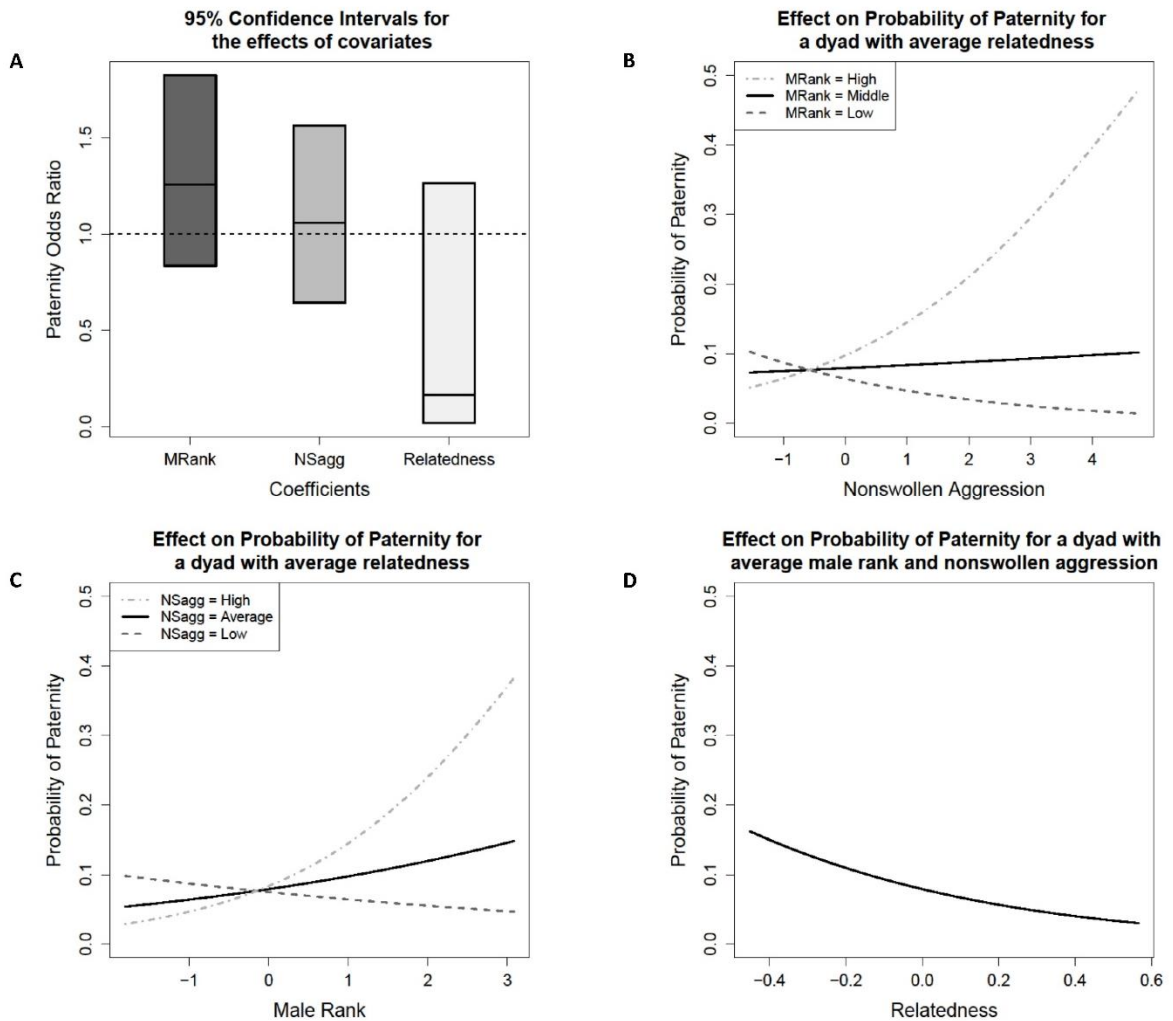 A
95% Confidence Intervals for
the effects of covariates
Paternity Odds Ratio
1.5
1.0
0.5
0.0
MRank NSagg Relatedness
Coefficients
B
Effect on Probability of Paternity for
a dyad with average relatedness
MRank = High
MRank = Middle
MRank = Low
Probability of Paternity
0.5
0.4
0.3
0.2
0.1
0.0
−1 0 1 2 3 4
Nonswollen Aggression
C
Effect on Probability of Paternity for
a dyad with average relatedness
NSagg = High
NSagg = Average
NSagg = Low
Probability of Paternity
0.5
0.4
0.3
0.2
0.1
0.0
−1 0 1 2 3
Male Rank
D
Effect on Probability of Paternity for a dyad with
average male rank and nonswollen aggression
Probability of Paternity
0.5
0.4
0.3
0.2
0.1
0.0
−0.4 −0.2 0.0 0.2 0.4 0.6
Relatedness